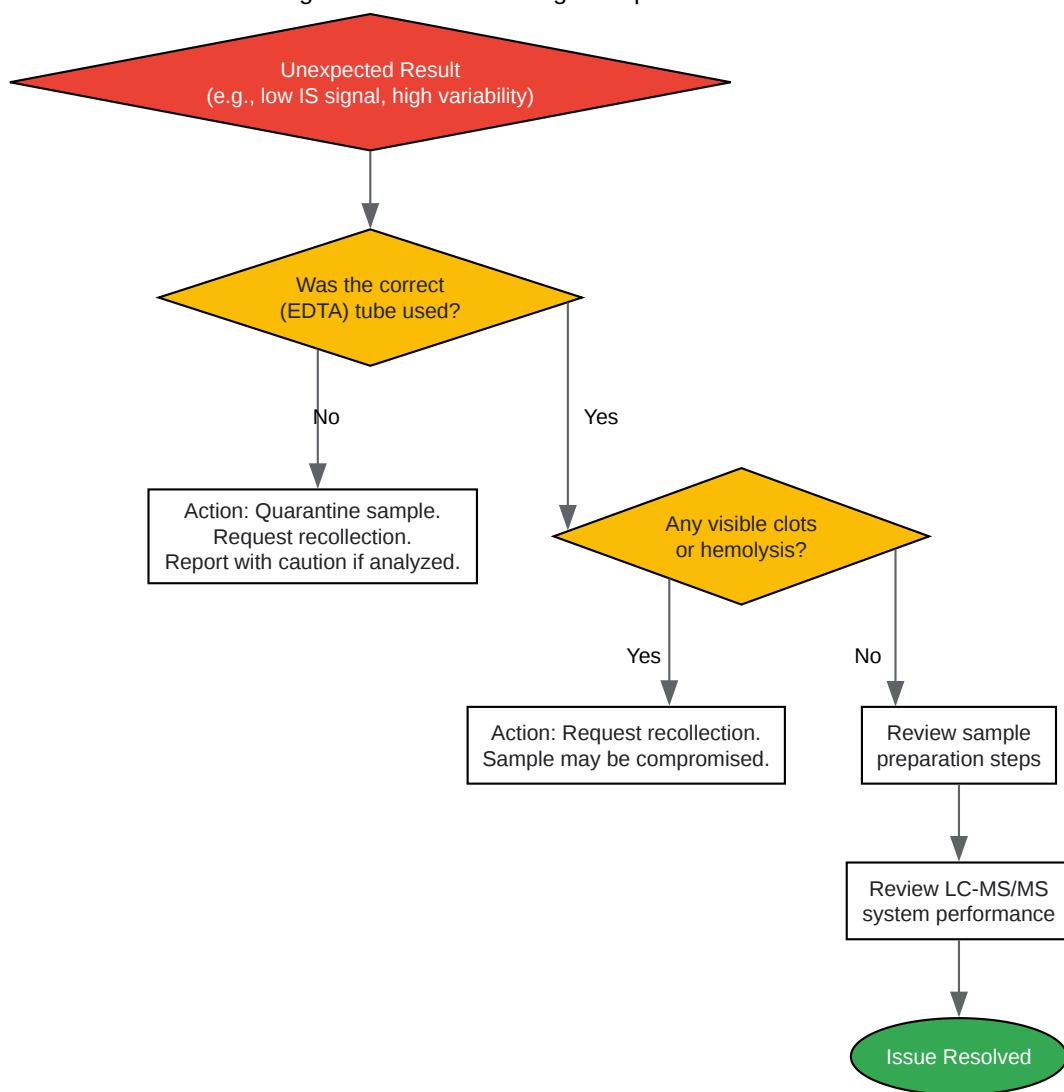 Unexpected Result
(e.g., low IS signal, high variability)
Was the correct
(EDTA) tube used?
No
Yes
Action: Quarantine sample.
Request recollection.
Report with caution if analyzed.
Any visible clots
or hemolysis?
Yes
No
Action: Request recollection.
Sample may be compromised.
Review sample
preparation steps
Review LC-MS/MS
system performance
Issue Resolved